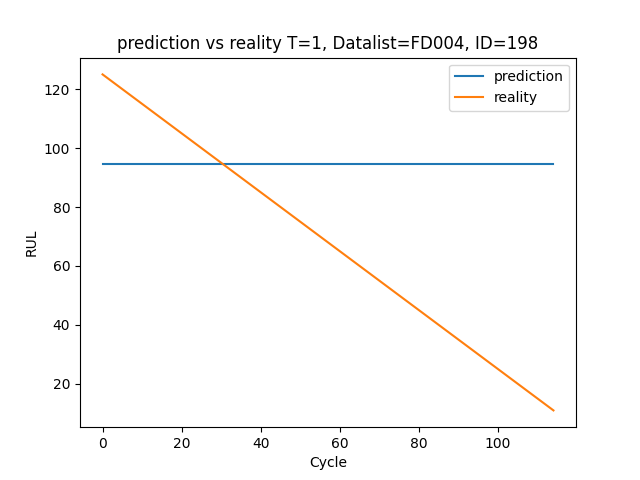 prediction vs reality T=1, Datalist=FD004, ID=198
prediction
reality
120
100
80
60
40
20
RUL
0 20 40 60 80 100
Cycle